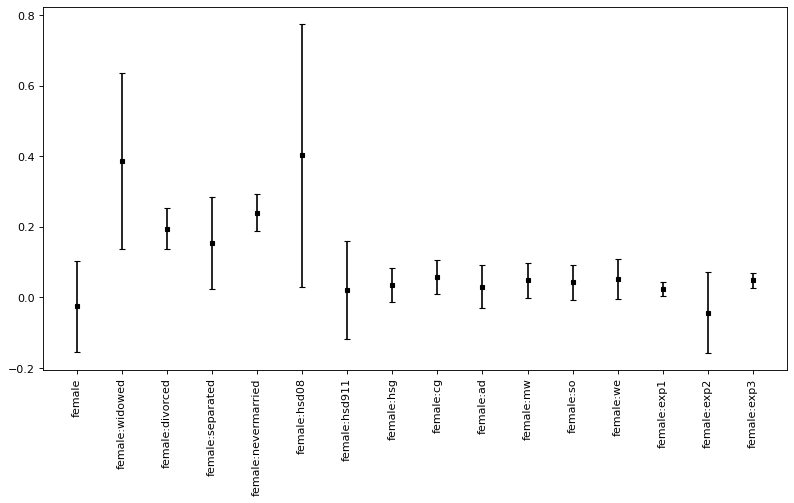 0.8
0.6
0.4
0.2
0.0
−0.2
female
female:widowed
female:divorced
female:separated
female:nevermarried
female:hsd08
female:hsd911
female:hsg
female:cg
female:ad
female:mw
female:so
female:we
female:exp1
female:exp2
female:exp3